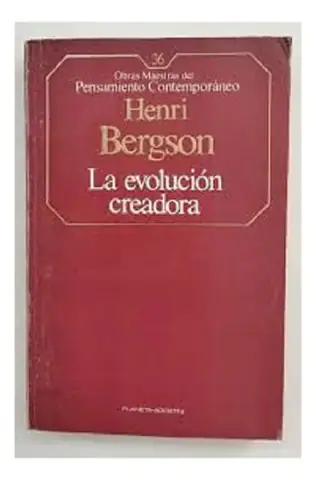 36
Obras Maestras del
Pensamiento Contemporáneo
Henri
Bergson
La evolución
creadora
PLANETA-AGOSTINI